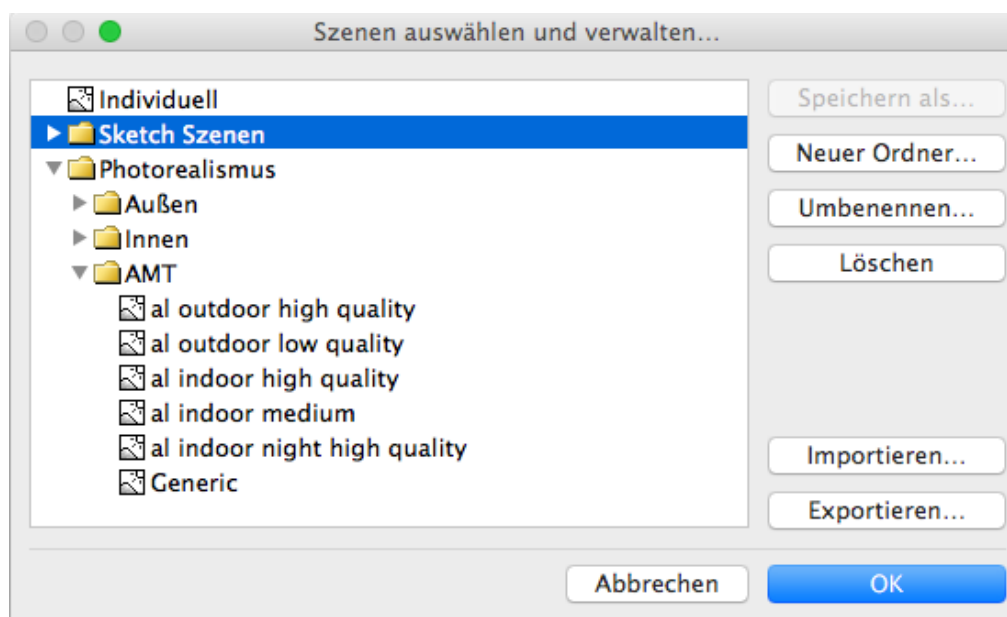 Szenen auswählen und verwalten...
Individuell
Sketch Szenen
Photorealismus
Außen
Innen
AMT
al outdoor high quality
al outdoor low quality
al indoor high quality
al indoor medium
al indoor night high quality
Generic
Speichern als...
Neuer Ordner...
Umbenennen...
Löschen
Importieren...
Exportieren...
Abbrechen
OK